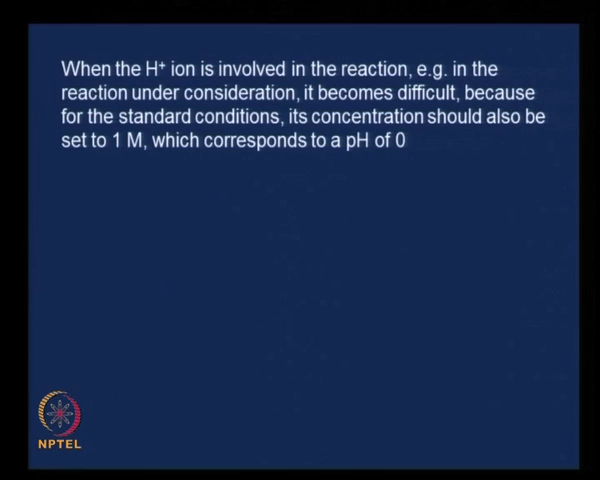 When the H⁺ ion is involved in the reaction, e.g. in the
reaction under consideration, it becomes difficult, because
for the standard conditions, its concentration should also be
set to 1 M, which corresponds to a pH of 0
NPTEL